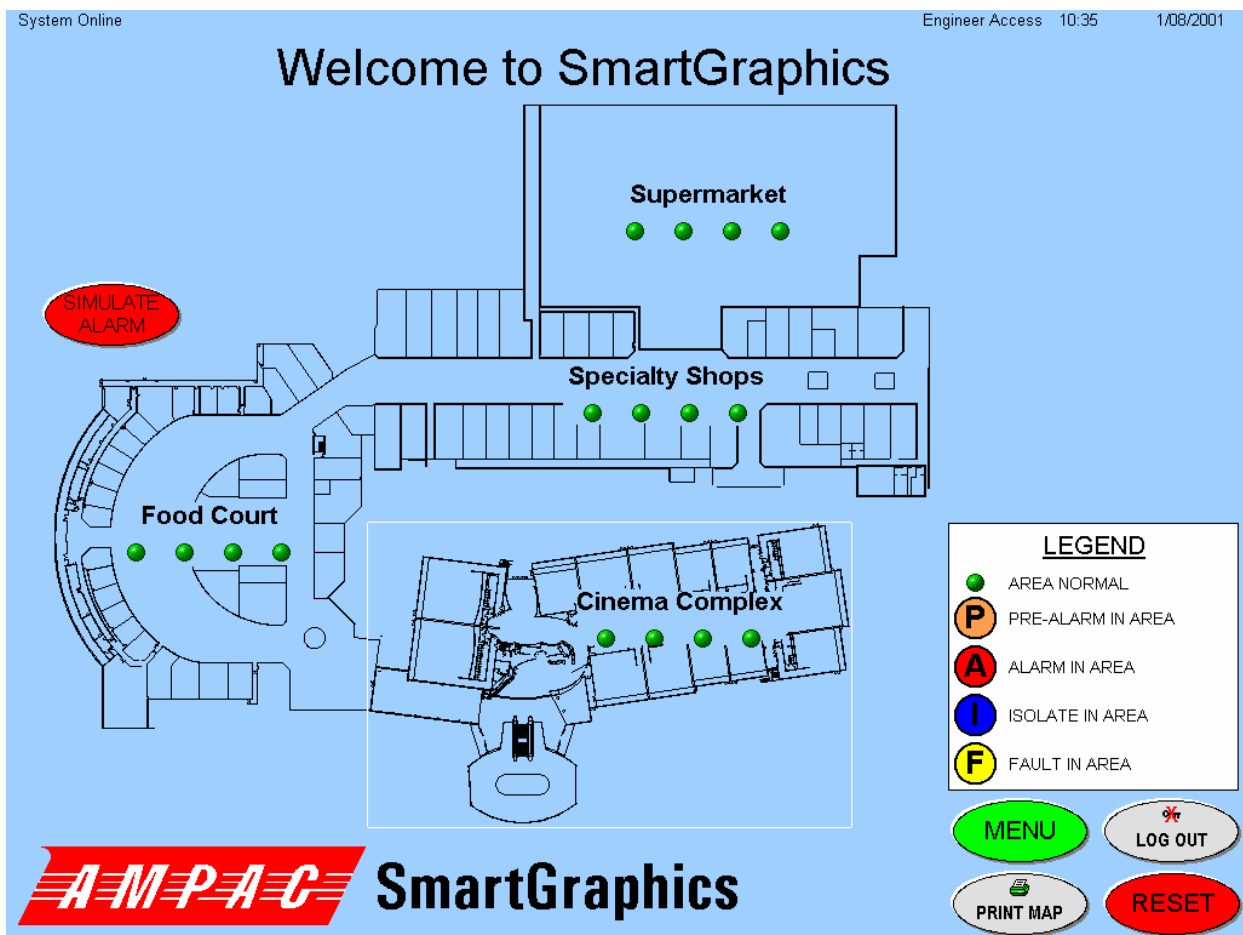 System Online
Engineer Access 10:35 1/08/2001
Welcome to SmartGraphics
Supermarket
SIMULATE
ALARM
Specialty Shops
Food Court
Cinema Complex
LEGEND
AREA NORMAL
P PRE-ALARM IN AREA
A ALARM IN AREA
I ISOLATE IN AREA
F FAULT IN AREA
MENU
LOG OUT
PRINT MAP
RESET
AMPAC
SmartGraphics